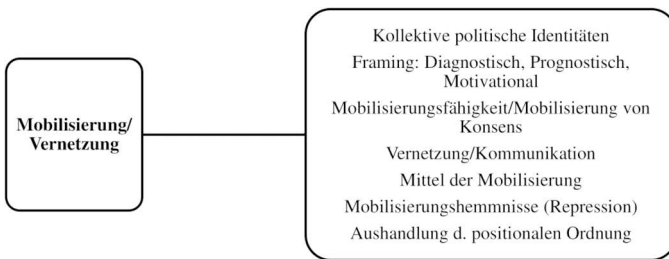 Mobilisierung/
Vernetzung
Kollektive politische Identitäten
Framing: Diagnostisch, Prognostisch,
Motivational
Mobilisierungsfähigkeit/Mobilisierung von
Konsens
Vernetzung/Kommunikation
Mittel der Mobilisierung
Mobilisierungshemmnisse (Repression)
Aushandlung d. positionalen Ordnung